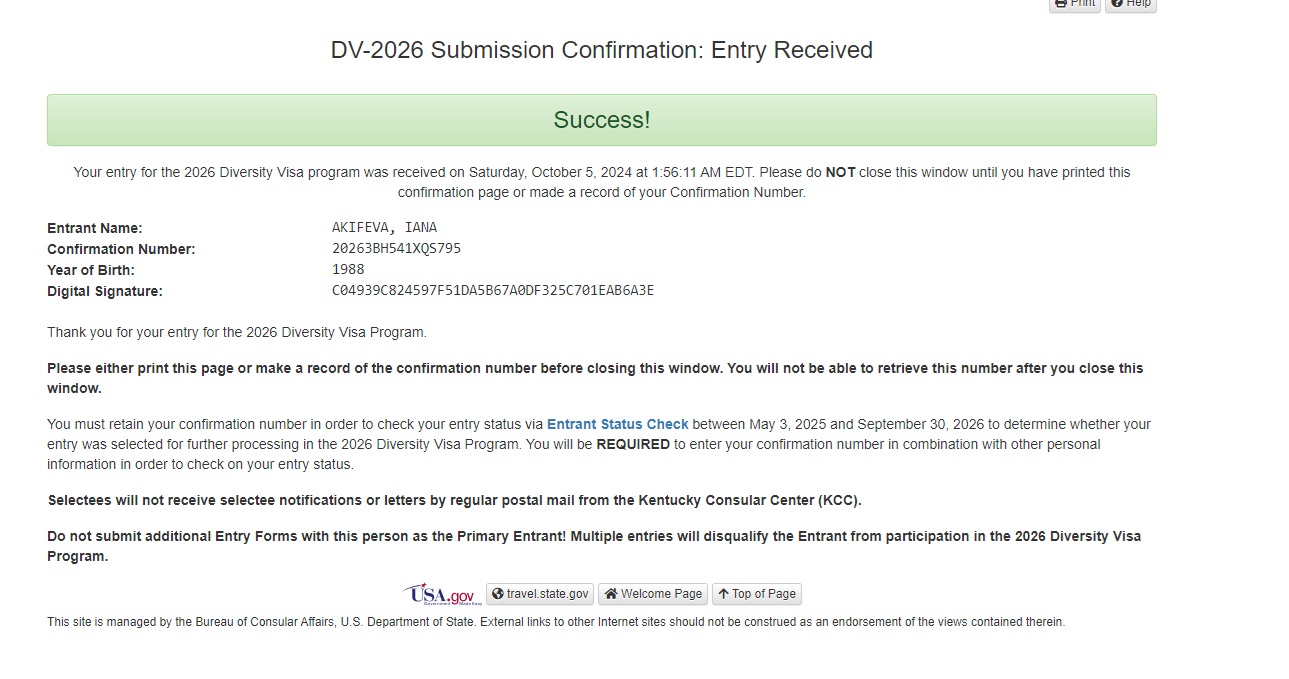 Print Help
DV-2026 Submission Confirmation: Entry Received
Success!
Your entry for the 2026 Diversity Visa program was received on Saturday, October 5, 2024 at 1:56:11 AM EDT. Please do NOT close this window until you have printed this
confirmation page or made a record of your Confirmation Number.
Entrant Name: AKIFEVA, IANA
Confirmation Number: 20263BH541XQS795
Year of Birth: 1988
Digital Signature: C04939C824597F51DA5B67A0DF325C701EAB6A3E
Thank you for your entry for the 2026 Diversity Visa Program.
Please either print this page or make a record of the confirmation number before closing this window. You will not be able to retrieve this number after you close this
window.
You must retain your confirmation number in order to check your entry status via Entrant Status Check between May 3, 2025 and September 30, 2026 to determine whether your
entry was selected for further processing in the 2026 Diversity Visa Program. You will be REQUIRED to enter your confirmation number in combination with other personal
information in order to check on your entry status.
Selectees will not receive selectee notifications or letters by regular postal mail from the Kentucky Consular Center (KCC).
Do not submit additional Entry Forms with this person as the Primary Entrant! Multiple entries will disqualify the Entrant from participation in the 2026 Diversity Visa
Program.
USA.gov travel.state.gov Welcome Page Top of Page
Government Made Easy
This site is managed by the Bureau of Consular Affairs, U.S. Department of State. External links to other Internet sites should not be construed as an endorsement of the views contained therein.